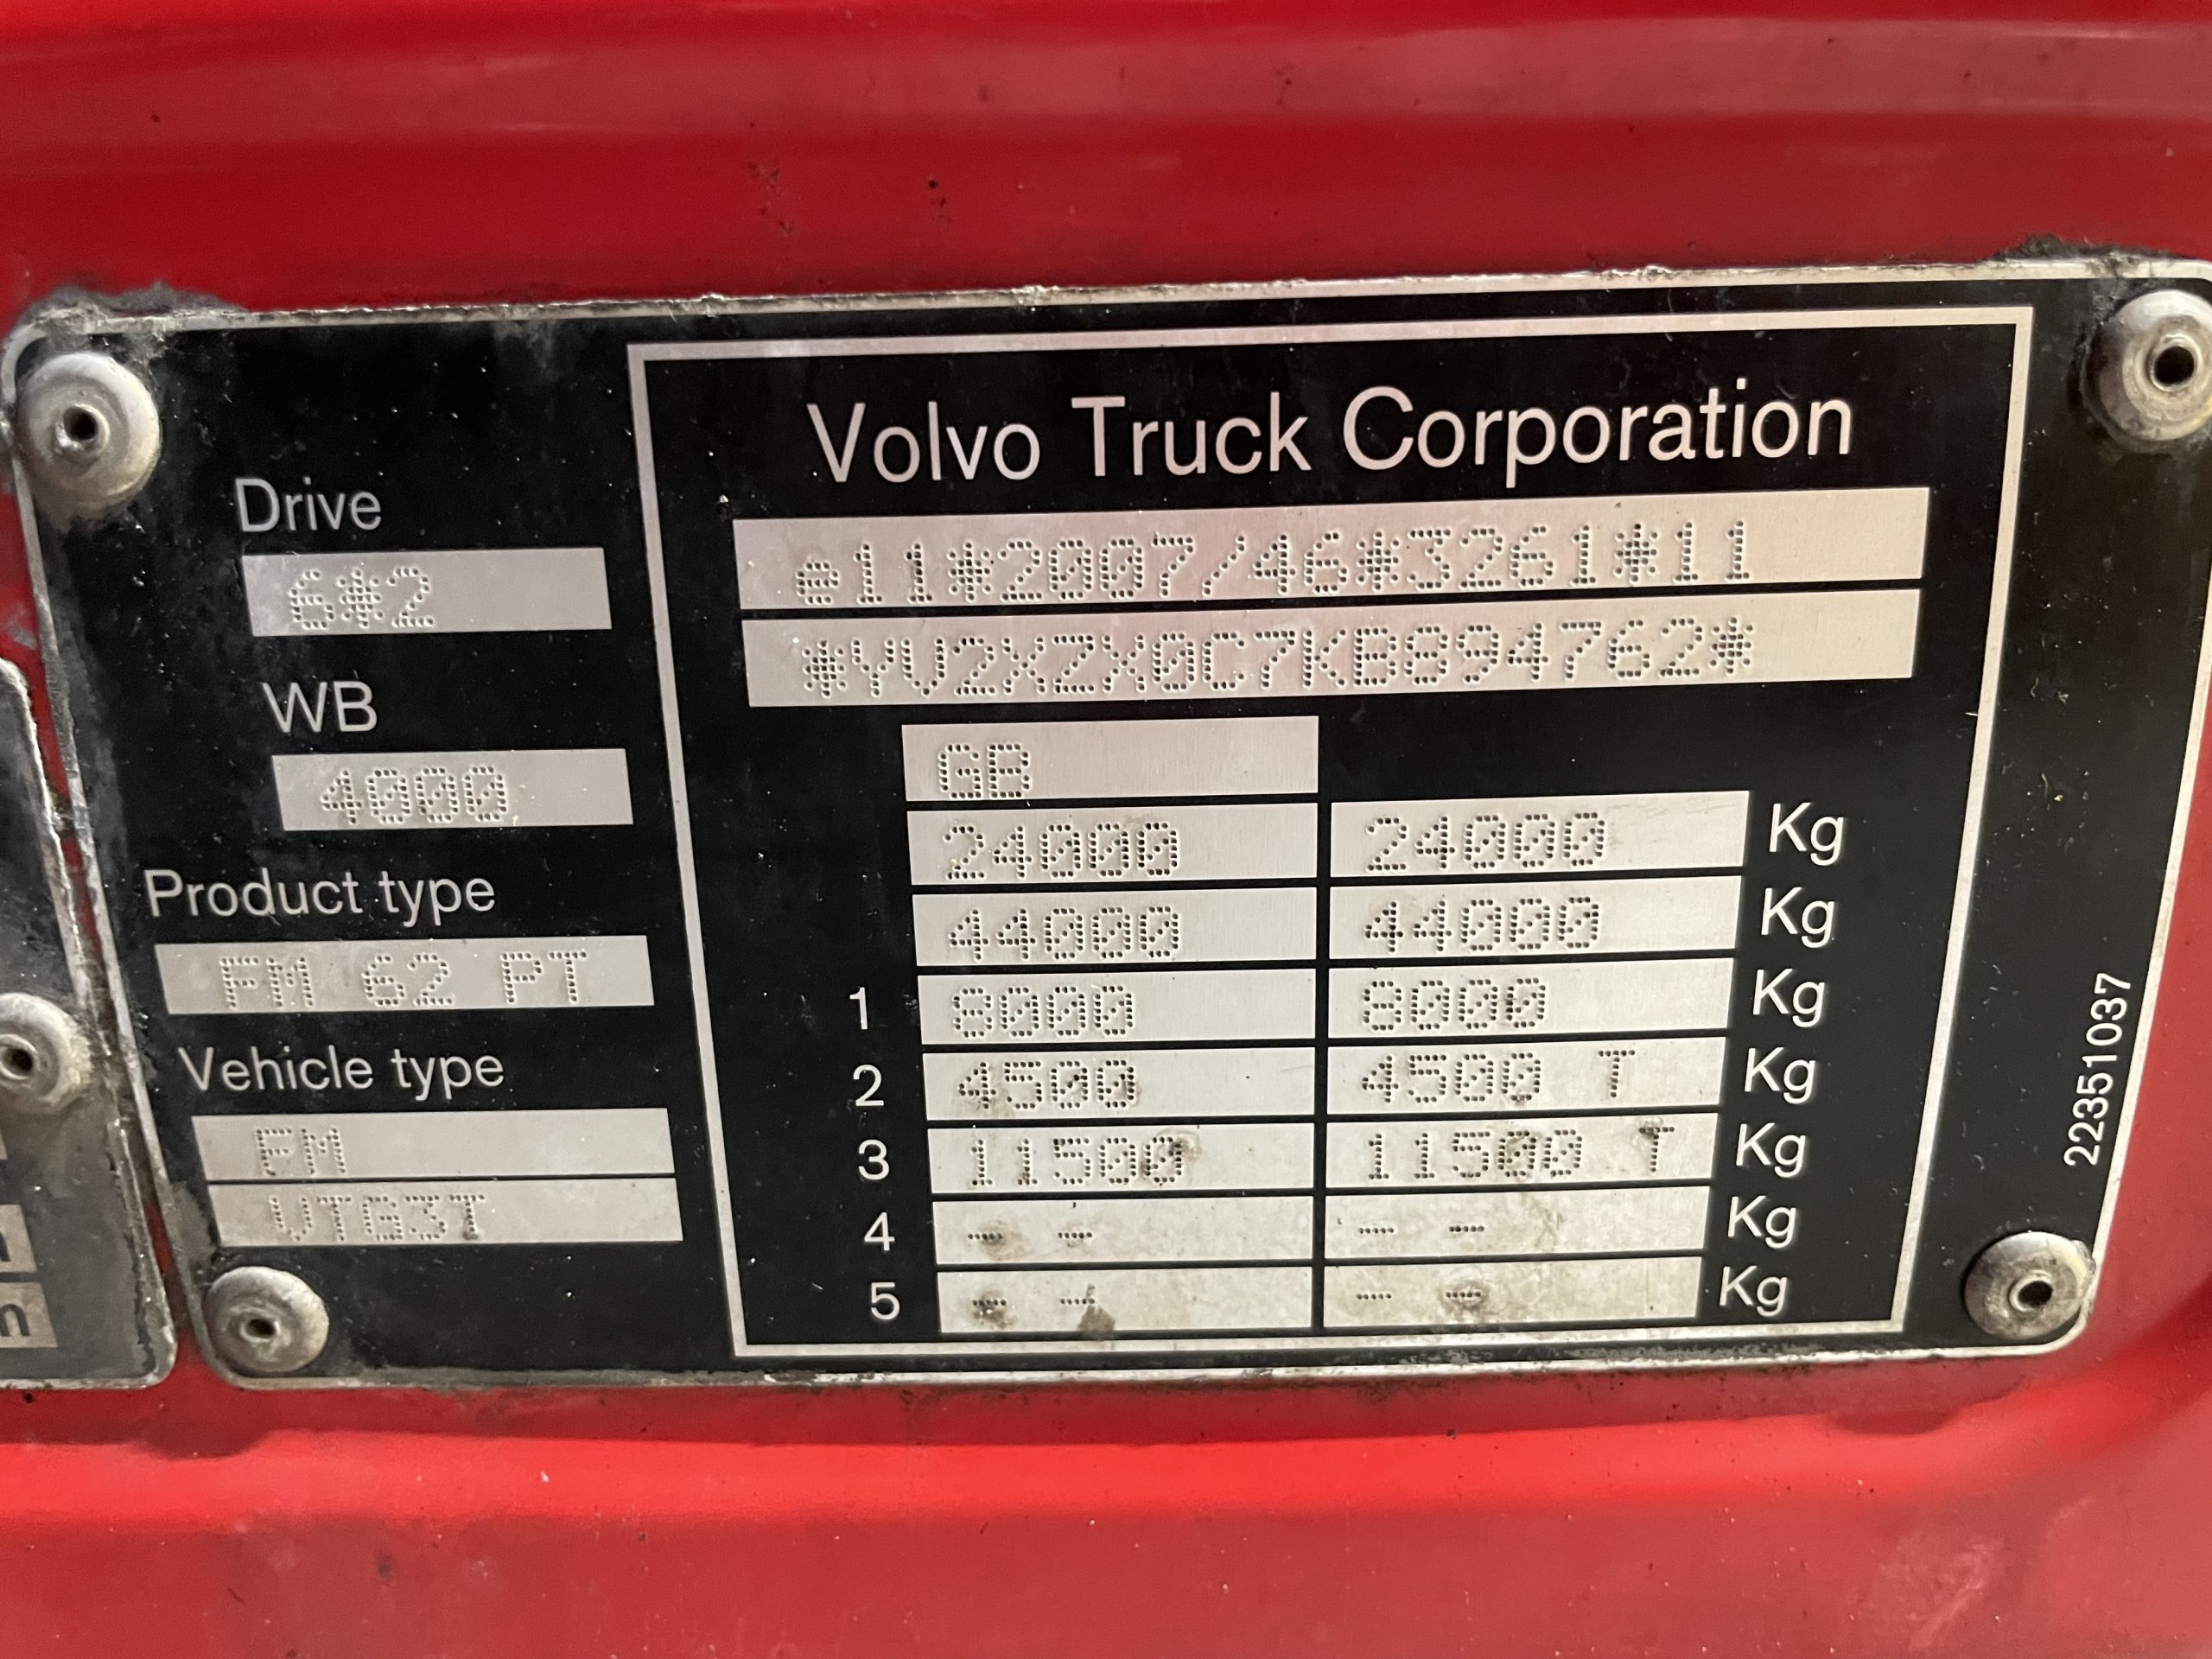 Volvo Truck Corporation
Drive
6*2
WB
4000
Product type
FM 62 PT
Vehicle type
FM
VTG3T
e11*2007/46*3261*11
*YV2XZX0C7KB894762*
GB
24000 24000 Kg
44000 44000 Kg
1 8000 8000 Kg
2 4500 4500 T Kg
3 11500 11500 T Kg
4 - - - - Kg
5 - - - - Kg
22351037